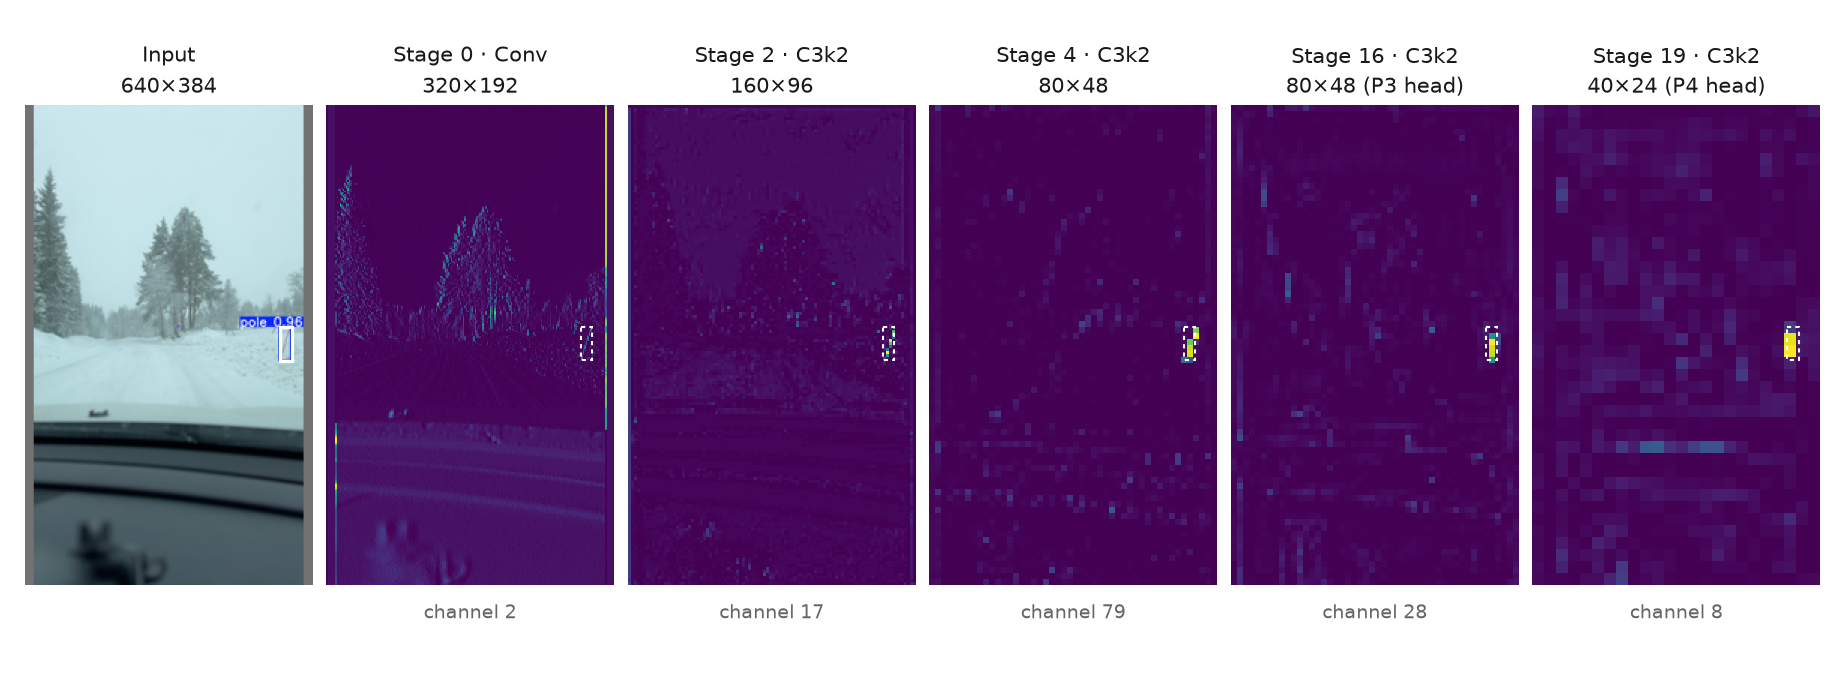 Input
640×384
Stage 0 · Conv
320×192
Stage 2 · C3k2
160×96
Stage 4 · C3k2
80×48
Stage 16 · C3k2
80×48 (P3 head)
Stage 19 · C3k2
40×24 (P4 head)
pole 0.95
channel 2
channel 17
channel 79
channel 28
channel 8